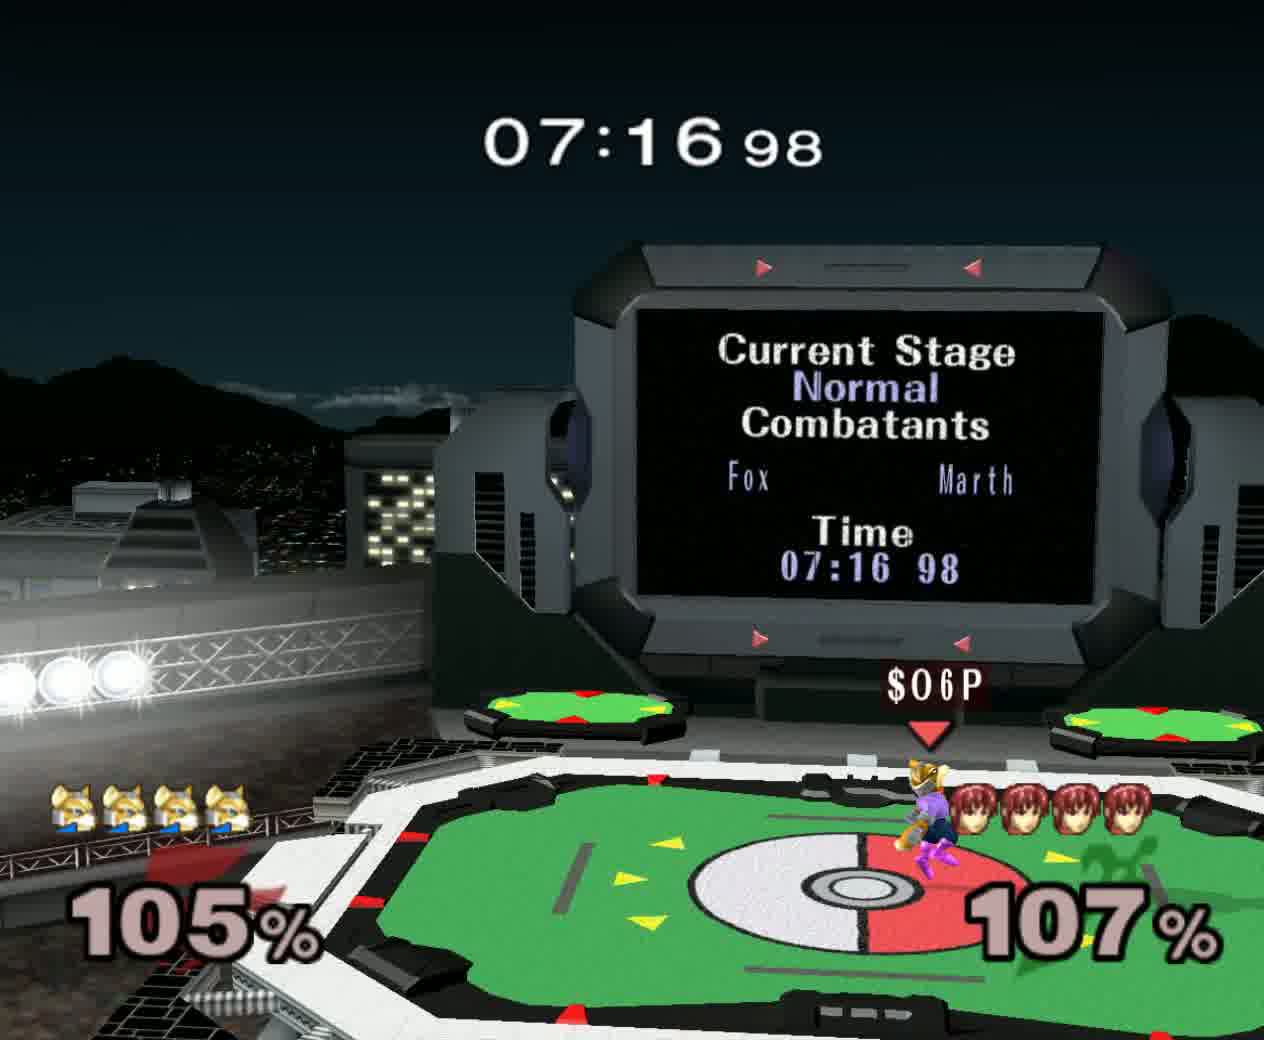 07:16 98
Current Stage
Normal
Combatants
Fox Marth
Time
07:16 98
$06P
105%
107%